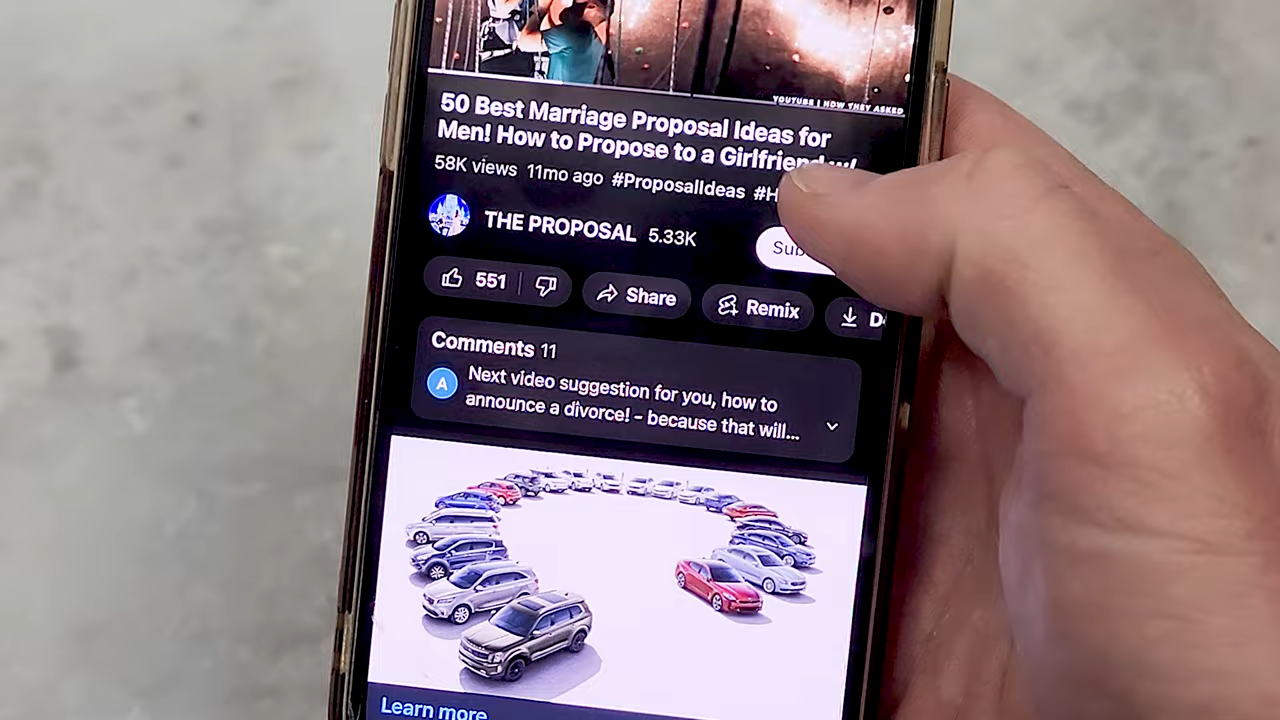 YOUTUBE | HOW THEY ASKED
50 Best Marriage Proposal Ideas for
Men! How to Propose to a Girlfriend w/
58K views 11mo ago #ProposalIdeas #H
THE PROPOSAL 5.33K
Sub
551 Share Remix D
Comments 11
A Next video suggestion for you, how to
announce a divorce! - because that will...
Learn more